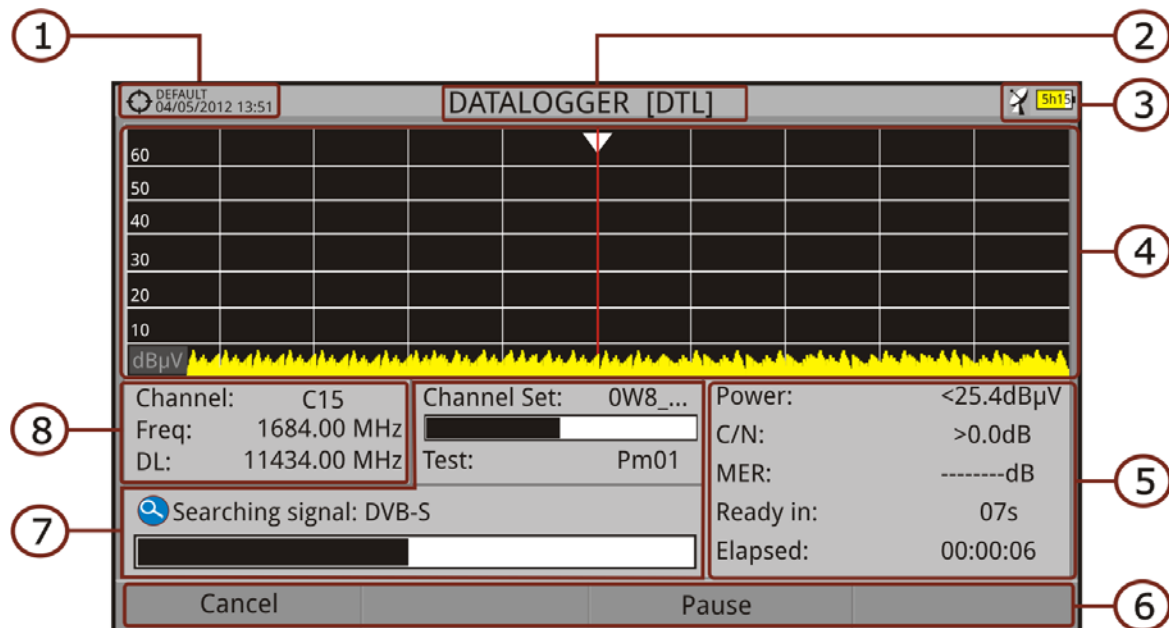 1
2
DEFAULT
04/05/2012 13:51
DATALOGGER [DTL]
5h15
3
60
50
40
30
20
10
dBµV
4
Channel: C15
Freq: 1684.00 MHz
DL: 11434.00 MHz
8
Channel Set: 0W8_...
Test: Pm01
Power: <25.4dBµV
C/N: >0.0dB
MER: --------dB
Ready in: 07s
Elapsed: 00:00:06
5
7
Searching signal: DVB-S
Cancel
Pause
6